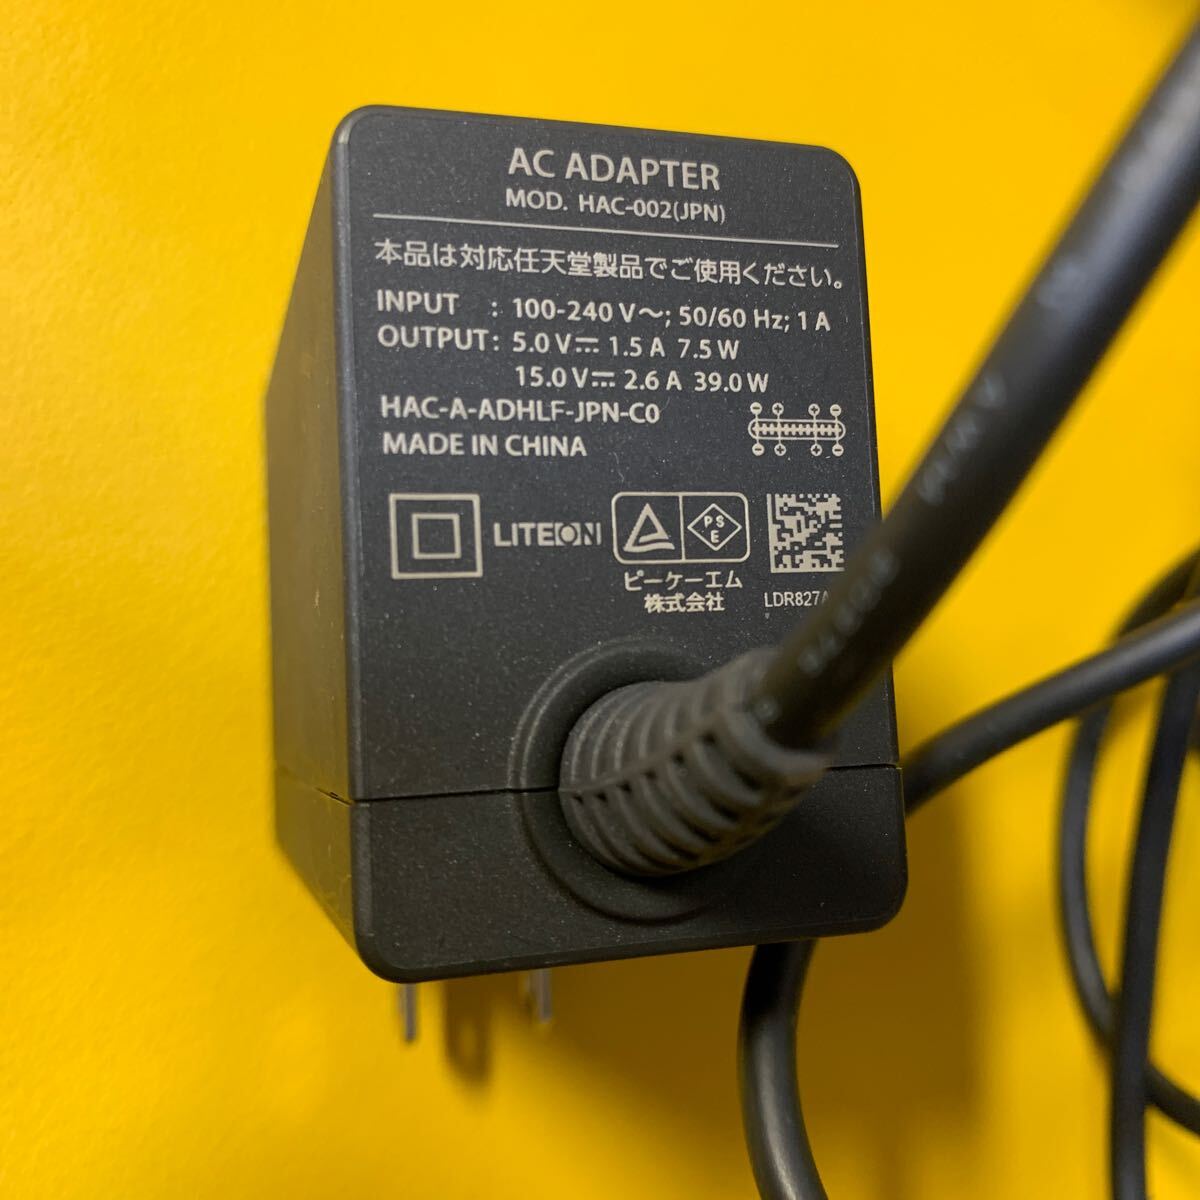 AC ADAPTER
MOD. HAC-002(JPN)
本品は対応任天堂製品でご使用ください。
INPUT : 100-240 V～; 50/60 Hz; 1 A
OUTPUT: 5.0 V⎓ 1.5 A 7.5 W
15.0 V⎓ 2.6 A 39.0 W
HAC-A-ADHLF-JPN-C0
MADE IN CHINA
LITEON
PS
E
ピーケーエム
株式会社
LDR827A